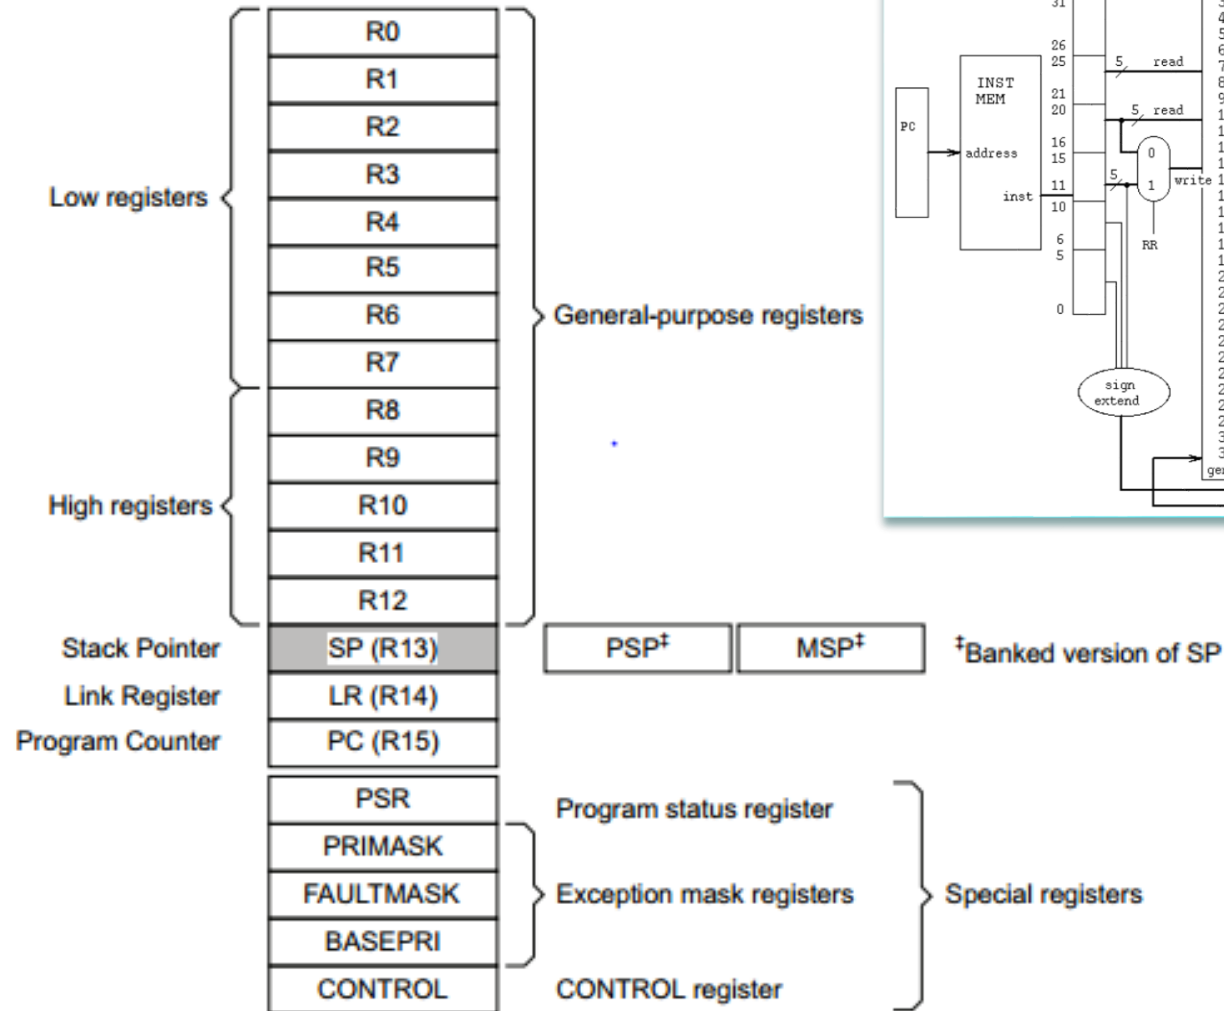 R0
R1
R2
R3
Low registers
R4
R5
R6
General-purpose registers
R7
R8
R9
High registers
R10
R11
R12
Stack Pointer SP (R13) PSP‡ MSP‡ ‡Banked version of SP
Link Register LR (R14)
Program Counter PC (R15)
PSR Program status register
PRIMASK
FAULTMASK Exception mask registers Special registers
BASEPRI
CONTROL CONTROL register
PC
INST
MEM
address
inst
31
26
25
21
20
16
15
11
10
6
5
0
5 read
5 read
5
0
1
write
RR
sign
extend